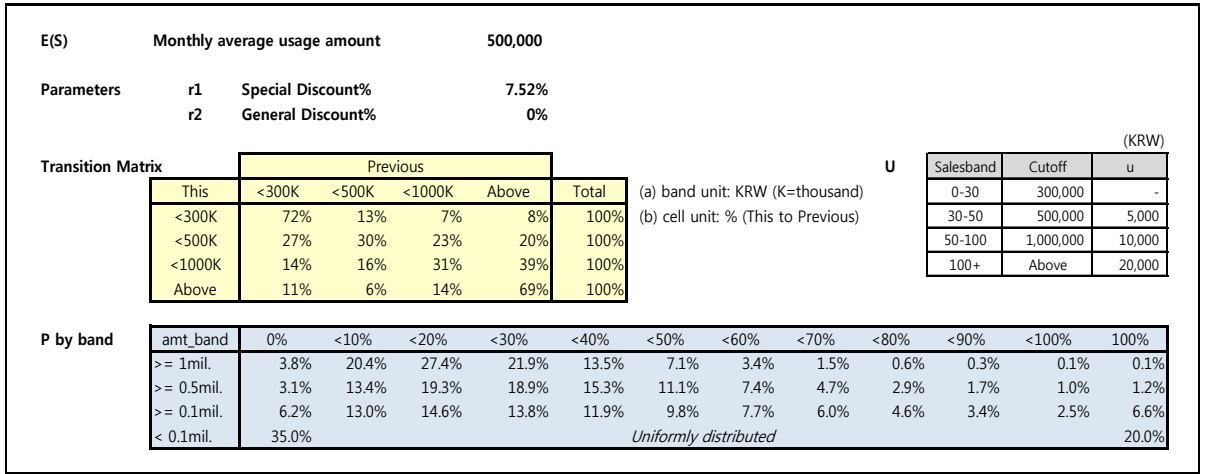 E(S) Monthly average usage amount 500,000
Parameters r1 Special Discount% 7.52%
r2 General Discount% 0%
(KRW)
Transition Matrix Previous U Salesband Cutoff u
This <300K <500K <1000K Above Total (a) band unit: KRW (K=thousand) 0-30 300,000 -
<300K 72% 13% 7% 8% 100% (b) cell unit: % (This to Previous) 30-50 500,000 5,000
<500K 27% 30% 23% 20% 100% 50-100 1,000,000 10,000
<1000K 14% 16% 31% 39% 100% 100+ Above 20,000
Above 11% 6% 14% 69% 100%
P by band amt_band 0% <10% <20% <30% <40% <50% <60% <70% <80% <90% <100% 100%
>= 1mil. 3.8% 20.4% 27.4% 21.9% 13.5% 7.1% 3.4% 1.5% 0.6% 0.3% 0.1% 0.1%
>= 0.5mil. 3.1% 13.4% 19.3% 18.9% 15.3% 11.1% 7.4% 4.7% 2.9% 1.7% 1.0% 1.2%
>= 0.1mil. 6.2% 13.0% 14.6% 13.8% 11.9% 9.8% 7.7% 6.0% 4.6% 3.4% 2.5% 6.6%
< 0.1mil. 35.0% Uniformly distributed 20.0%